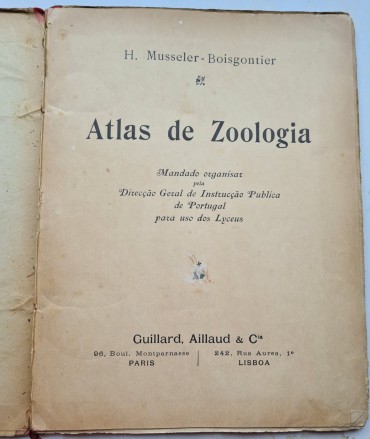 H. Musseler-Boisgontier
Atlas de Zoologia
Mandado organisar
pela
Direcção Geral de Instrucção Publica
de Portugal
para uso dos Lyceus
Guillard, Aillaud & Cia
96, Boul. Montparnasse
PARIS
242, Rua Aurea, 1º
LISBOA